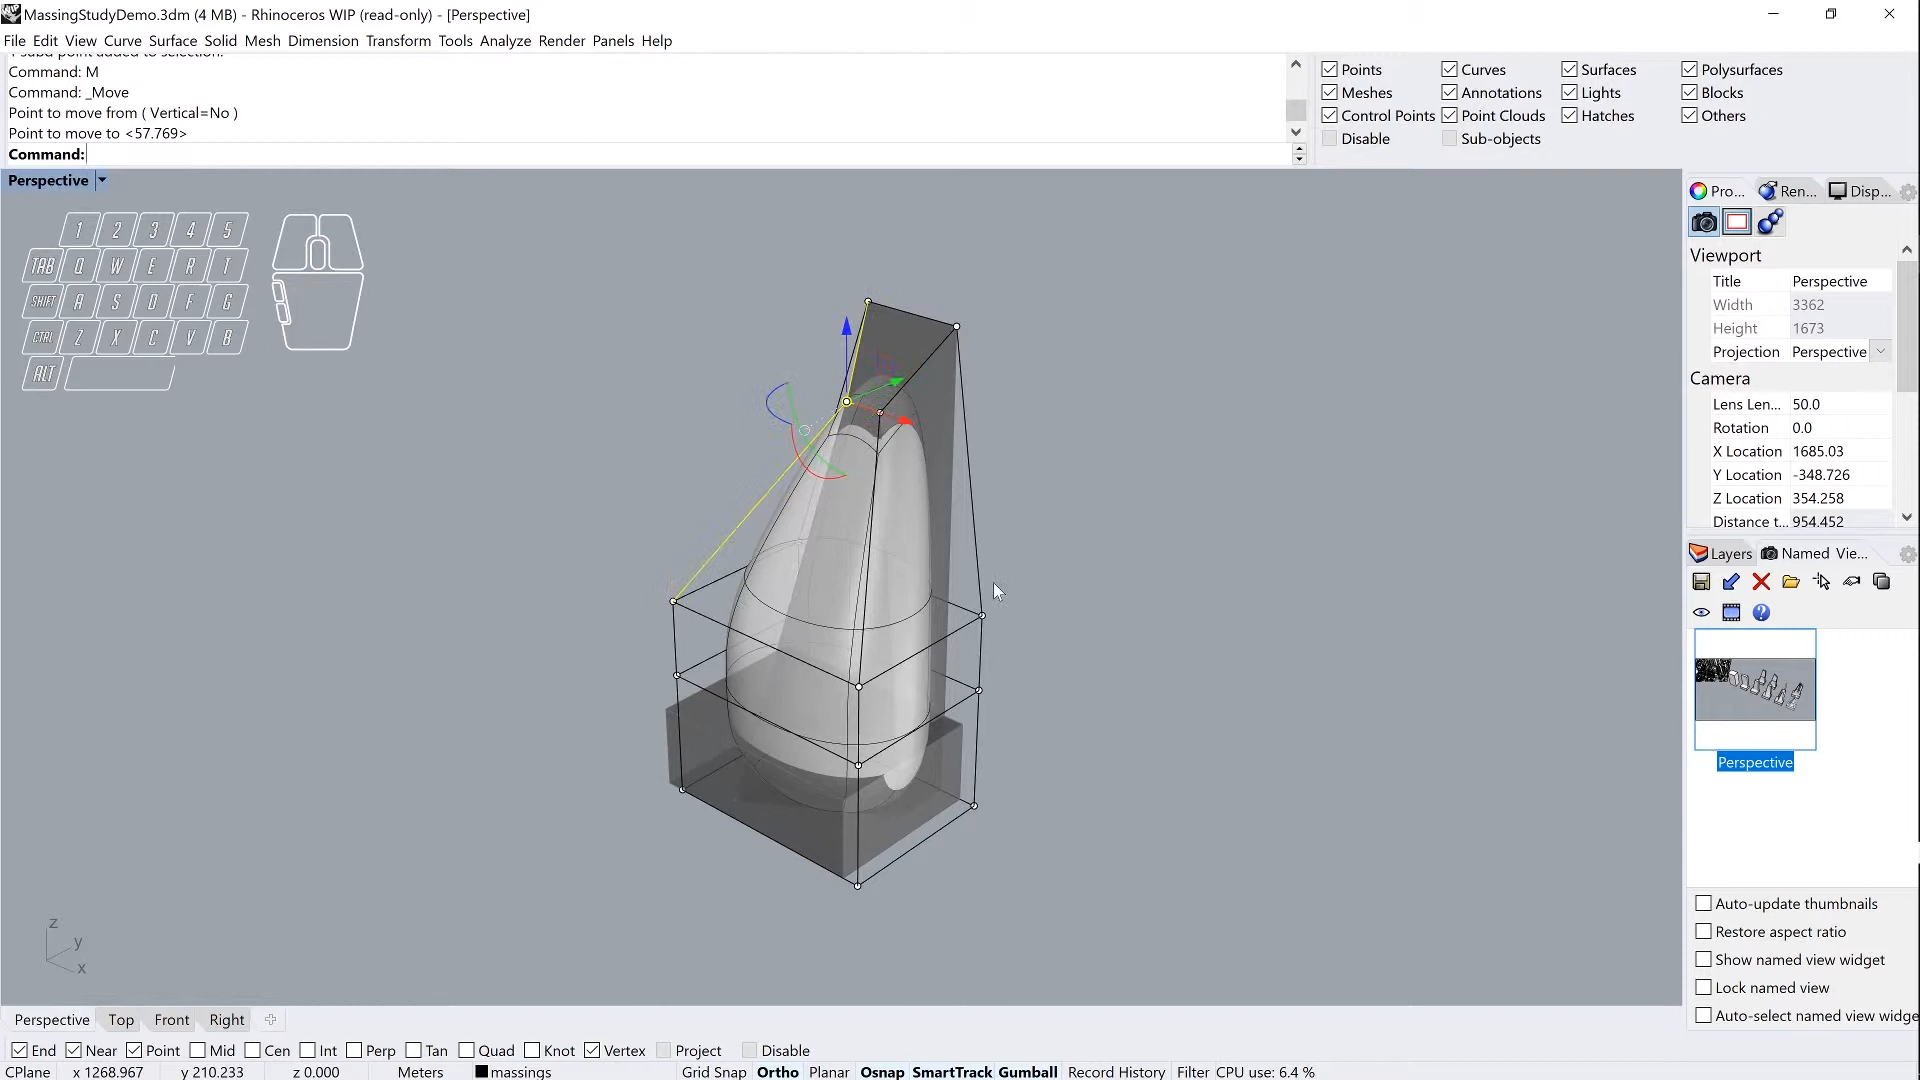 MassingStudyDemo.3dm (4 MB) - Rhinoceros WIP (read-only) - [Perspective]
File Edit View Curve Surface Solid Mesh Dimension Transform Tools Analyze Render Panels Help
1 subd point added to selection.
Command: M
Command: _Move
Point to move from ( Vertical=No )
Point to move to <57.769>
Command:
Points Curves Surfaces Polysurfaces
Meshes Annotations Lights Blocks
Control Points Point Clouds Hatches Others
Disable Sub-objects
Perspective
1 2 3 4 5
TAB Q W E R T
SHIFT A S D F G
CTRL Z X C V B
ALT
Pro... Ren... Disp...
Viewport
Title Perspective
Width 3362
Height 1673
Projection Perspective
Camera
Lens Len... 50.0
Rotation 0.0
X Location 1685.03
Y Location -348.726
Z Location 354.258
Distance t... 954.452
Layers Named Vie...
Perspective
Auto-update thumbnails
Restore aspect ratio
Show named view widget
Lock named view
Auto-select named view widge
z
y
x
Perspective Top Front Right
End Near Point Mid Cen Int Perp Tan Quad Knot Vertex Project Disable
CPlane x 1268.967 y 210.233 z 0.000 Meters massings Grid Snap Ortho Planar Osnap SmartTrack Gumball Record History Filter CPU use: 6.4 %